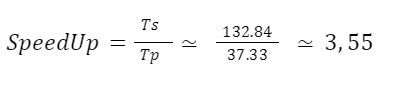 SpeedUp = Ts / Tp ≃ 132.84 / 37.33 ≃ 3,55